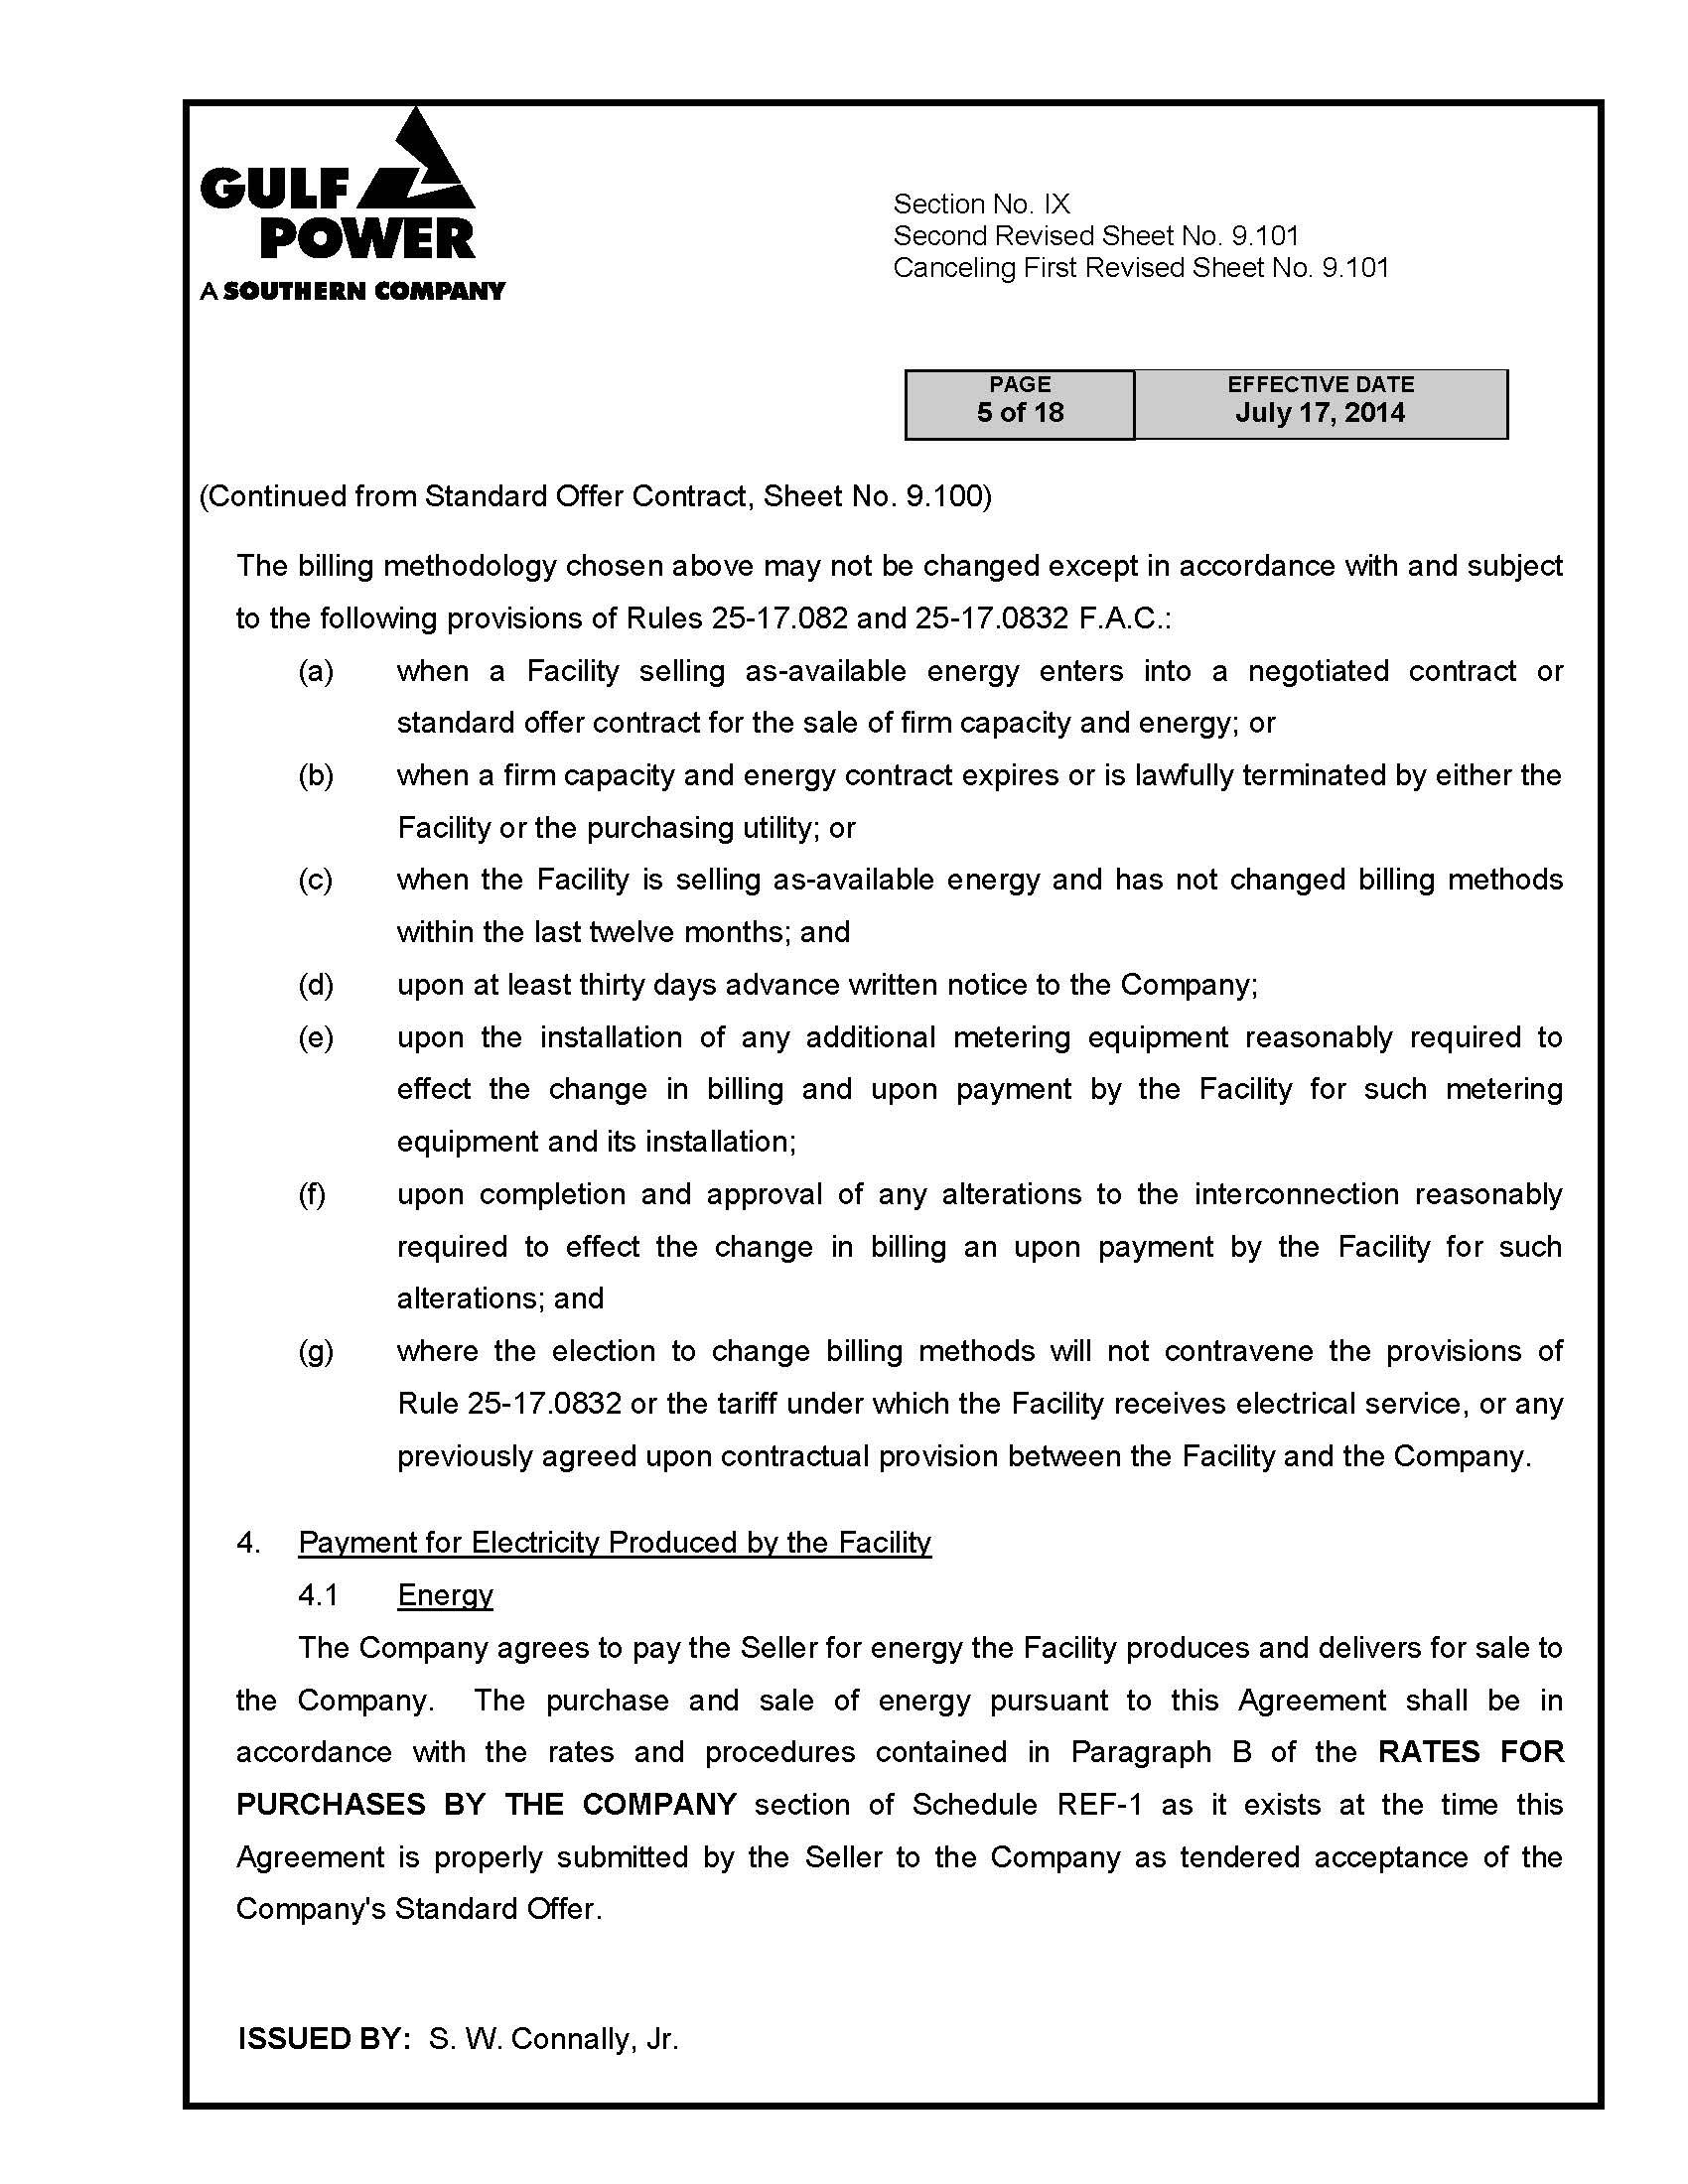 GULF
POWER
A SOUTHERN COMPANY
Section No. IX
Second Revised Sheet No. 9.101
Canceling First Revised Sheet No. 9.101
PAGE
5 of 18
EFFECTIVE DATE
July 17, 2014
(Continued from Standard Offer Contract, Sheet No. 9.100)
The billing methodology chosen above may not be changed except in accordance with and subject
to the following provisions of Rules 25-17.082 and 25-17.0832 F.A.C.:
(a) when a Facility selling as-available energy enters into a negotiated contract or
standard offer contract for the sale of firm capacity and energy; or
(b) when a firm capacity and energy contract expires or is lawfully terminated by either the
Facility or the purchasing utility; or
(c) when the Facility is selling as-available energy and has not changed billing methods
within the last twelve months; and
(d) upon at least thirty days advance written notice to the Company;
(e) upon the installation of any additional metering equipment reasonably required to
effect the change in billing and upon payment by the Facility for such metering
equipment and its installation;
(f) upon completion and approval of any alterations to the interconnection reasonably
required to effect the change in billing an upon payment by the Facility for such
alterations; and
(g) where the election to change billing methods will not contravene the provisions of
Rule 25-17.0832 or the tariff under which the Facility receives electrical service, or any
previously agreed upon contractual provision between the Facility and the Company.
4. Payment for Electricity Produced by the Facility
4.1 Energy
The Company agrees to pay the Seller for energy the Facility produces and delivers for sale to
the Company. The purchase and sale of energy pursuant to this Agreement shall be in
accordance with the rates and procedures contained in Paragraph B of the RATES FOR
PURCHASES BY THE COMPANY section of Schedule REF-1 as it exists at the time this
Agreement is properly submitted by the Seller to the Company as tendered acceptance of the
Company's Standard Offer.
ISSUED BY: S. W. Connally, Jr.